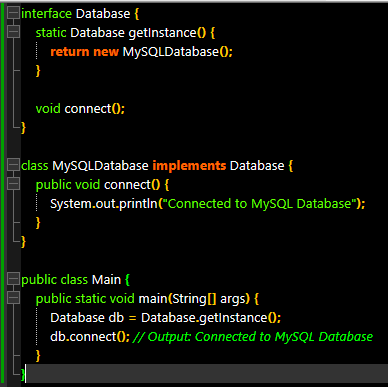 interface Database {
static Database getInstance() {
return new MySQLDatabase();
}
void connect();
}
class MySQLDatabase implements Database {
public void connect() {
System.out.println("Connected to MySQL Database");
}
}
public class Main {
public static void main(String[] args) {
Database db = Database.getInstance();
db.connect(); // Output: Connected to MySQL Database
}
}